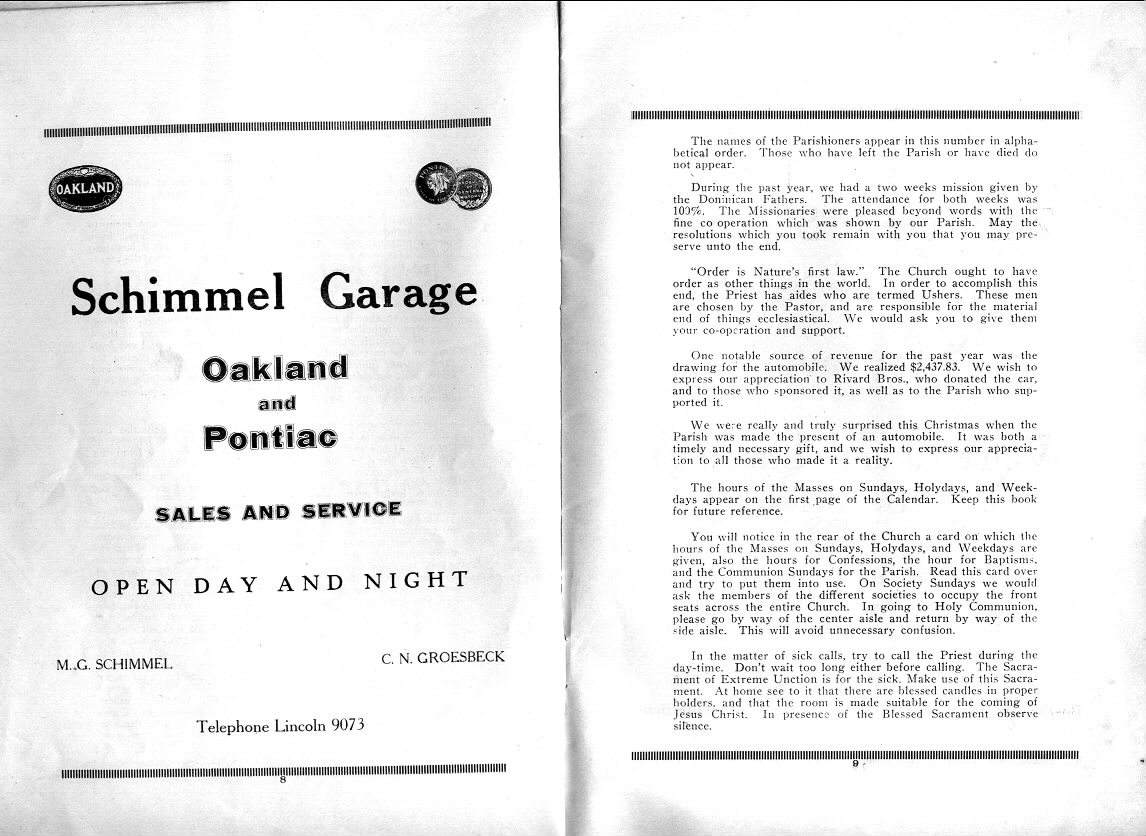 OAKLAND
Schimmel Garage
Oakland
and
Pontiac
SALES AND SERVICE
OPEN DAY AND NIGHT
M. G. SCHIMMEL
C. N. GROESBECK
Telephone Lincoln 9073
8
The names of the Parishioners appear in this number in alpha-
betical order. Those who have left the Parish or have died do
not appear.
During the past year, we had a two weeks mission given by
the Dominican Fathers. The attendance for both weeks was
100%. The Missionaries were pleased beyond words with the
fine co operation which was shown by our Parish. May the
resolutions which you took remain with you that you may pre-
serve unto the end.
“Order is Nature’s first law.” The Church ought to have
order as other things in the world. In order to accomplish this
end, the Priest has aides who are termed Ushers. These men
are chosen by the Pastor, and are responsible for the material
end of things ecclesiastical. We would ask you to give them
your co-operation and support.
One notable source of revenue for the past year was the
drawing for the automobile. We realized $2,437.83. We wish to
express our appreciation to Rivard Bros., who donated the car,
and to those who sponsored it, as well as to the Parish who sup-
ported it.
We were really and truly surprised this Christmas when the
Parish was made the present of an automobile. It was both a
timely and necessary gift, and we wish to express our apprecia-
tion to all those who made it a reality.
The hours of the Masses on Sundays, Holydays, and Week-
days appear on the first page of the Calendar. Keep this book
for future reference.
You will notice in the rear of the Church a card on which the
hours of the Masses on Sundays, Holydays, and Weekdays are
given, also the hours for Confessions, the hour for Baptisms,
and the Communion Sundays for the Parish. Read this card over
and try to put them into use. On Society Sundays we would
ask the members of the different societies to occupy the front
seats across the entire Church. In going to Holy Communion,
please go by way of the center aisle and return by way of the
side aisle. This will avoid unnecessary confusion.
In the matter of sick calls, try to call the Priest during the
day-time. Don’t wait too long either before calling. The Sacra-
ment of Extreme Unction is for the sick. Make use of this Sacra-
ment. At home see to it that there are blessed candles in proper
holders, and that the room is made suitable for the coming of
Jesus Christ. In presence of the Blessed Sacrament observe
silence.
9